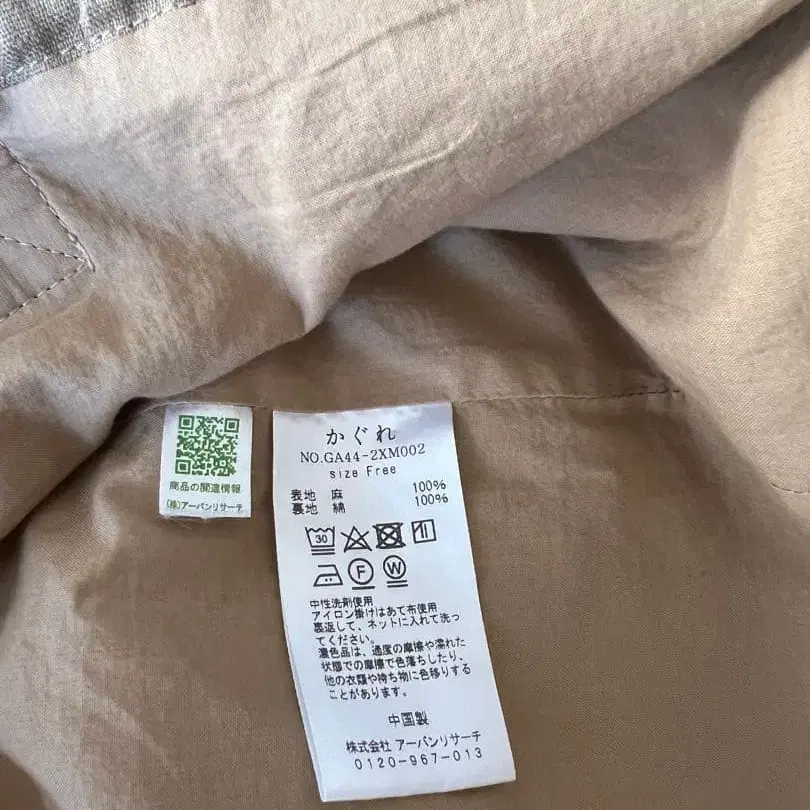 商品の関連情報
(株)アーバンリサーチ
かぐれ
NO.GA44-2XM002
size Free
表地 麻 100%
裏地 綿 100%
30
F W
中性洗剤使用
アイロン掛けはあて布使用
裏返して、ネットに入れて洗っ
てください。
濃色品は、過度の摩擦や濡れた
状態での摩擦で色落ちしたり、
他の衣類や持ち物に色移りする
ことがあります。
中国製
株式会社 アーバンリサーチ
0120-967-013